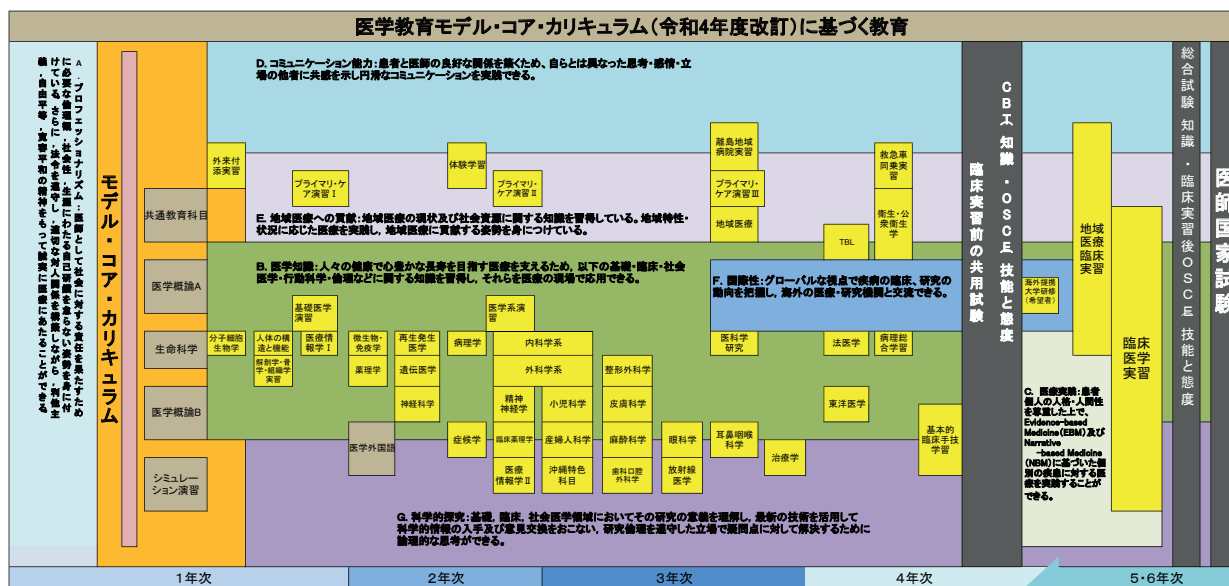 医学教育モデル・コア・カリキュラム（令和4年度改訂）に基づく教育
A．プロフェッショナリズム：医師として社会に対する責任を果たすため
に必要な倫理観，社会性，生涯にわたる自己研鑽を怠らない姿勢を身に付
けている。さらに，法令を遵守し，適切な対人関係を構築しながら，利他主
義，自由平等，寛容平和の精神をもって誠実に医療にあたることができる。
モデル・コア・カリキュラム
共通教育科目
医学概論A
生命科学
医学概論B
シミュレー
ション演習
D. コミュニケーション能力：患者と医師の良好な関係を築くため、自らとは異なった思考・感情・立
場の他者に共感を示し円滑なコミュニケーションを実践できる。
外来付
添実習
プライマリ・ケ
ア演習Ⅰ
体験学習
プライマリ・
ケア演習Ⅱ
離島地域
病院実習
プライマリ・
ケア演習Ⅲ
地域医療
救急車
同乗実
習
衛生・公
衆衛生
学
TBL
E. 地域医療への貢献：地域医療の現状及び社会資源に関する知識を習得している。地域特性・
状況に応じた医療を実践し，地域医療に貢献する姿勢を身につけている。
B. 医学知識：人々の健康で心豊かな長寿を目指す医療を支えるため，以下の基礎・臨床・社会
医学・行動科学・倫理などに関する知識を習得し，それらを医療の現場で応用できる。
F. 国際性：グローバルな視点で疾病の臨床、研究の
動向を把握し、海外の医療・研究機関と交流できる。
基礎医学
演習
医学系演
習
分子細胞
生物学
人体の構
造と機能
医療情
報学Ⅰ
微生物・
免疫学
再生発生
医学
病理学
内科学系
医科学
研究
法医学
病理総
合学習
解剖学・骨
学・組織学
実習
薬理学
遺伝医学
外科学系
整形外科学
神経科学
精神
神経学
小児科学
皮膚科学
東洋医学
医学外国語
症候学
臨床薬理学
産婦人科学
麻酔科学
眼科学
耳鼻咽喉
科学
治療学
基本的
臨床手技
学習
医療
情報学Ⅱ
沖縄特色
科目
歯科口腔
外科学
放射線
医学
G. 科学的探究：基礎，臨床，社会医学領域においてその研究の意義を理解し，最新の技術を活用して
科学的情報の入手及び意見交換をおこない，研究倫理を遵守した立場で疑問点に対して解決するために
論理的な思考ができる。
臨床実習前の共用試験
CBT 知識 ・OSCE 技能と態度
海外提携
大学研修
（希望者）
地域医療
臨床実習
臨床医学
実習
C. 医療実践：患者
個人の人格・人間性
を尊重した上で、
Evidence-based
Medicine(EBM)及び
Narrative
-based Medicine
(NBM)に基づいた個
別の疾患に対する医
療を実践することが
できる。
総合試験 知識 ・臨床実習後OSCE 技能と態度
医師国家試験
1年次
2年次
3年次
4年次
5・6年次